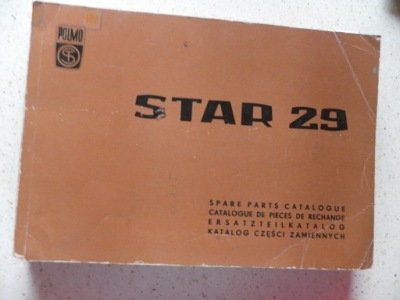 POLMO
STAR 29
SPARE PARTS CATALOGUE
CATALOGUE DE PIECES DE RECHANGE
ERSATZTEILKATALOG
KATALOG CZĘŚCI ZAMIENNYCH